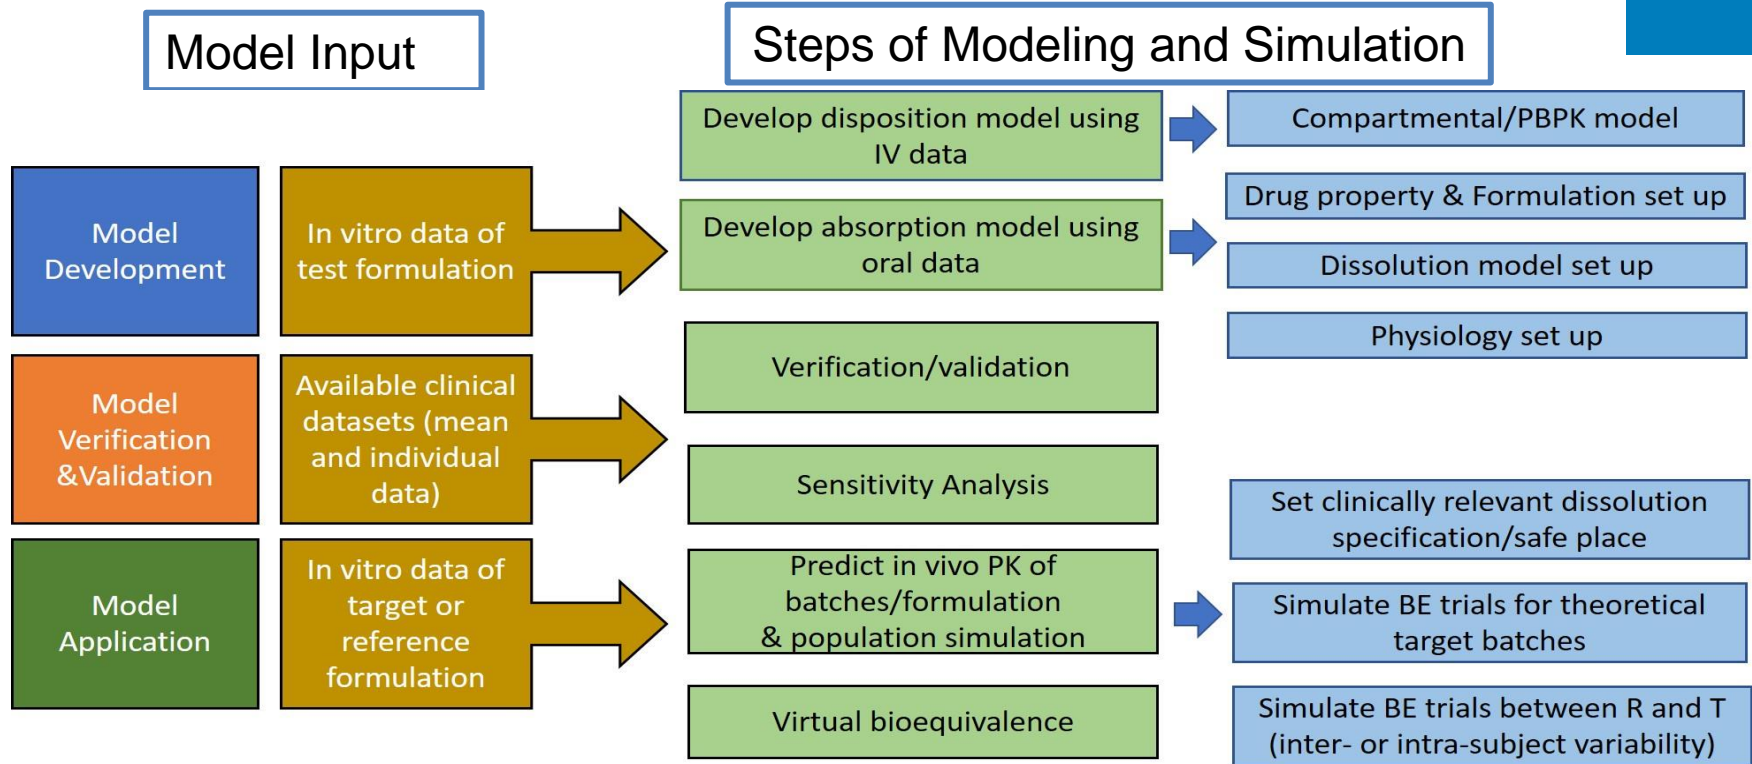 Model Input
Steps of Modeling and Simulation
Model
Development
In vitro data of
test formulation
Develop disposition model using
IV data
Compartmental/PBPK model
Develop absorption model using
oral data
Drug property & Formulation set up
Dissolution model set up
Physiology set up
Model
Verification
&Validation
Available clinical
datasets (mean
and individual
data)
Verification/validation
Sensitivity Analysis
Model
Application
In vitro data of
target or
reference
formulation
Predict in vivo PK of
batches/formulation
& population simulation
Virtual bioequivalence
Set clinically relevant dissolution
specification/safe place
Simulate BE trials for theoretical
target batches
Simulate BE trials between R and T
(inter- or intra-subject variability)